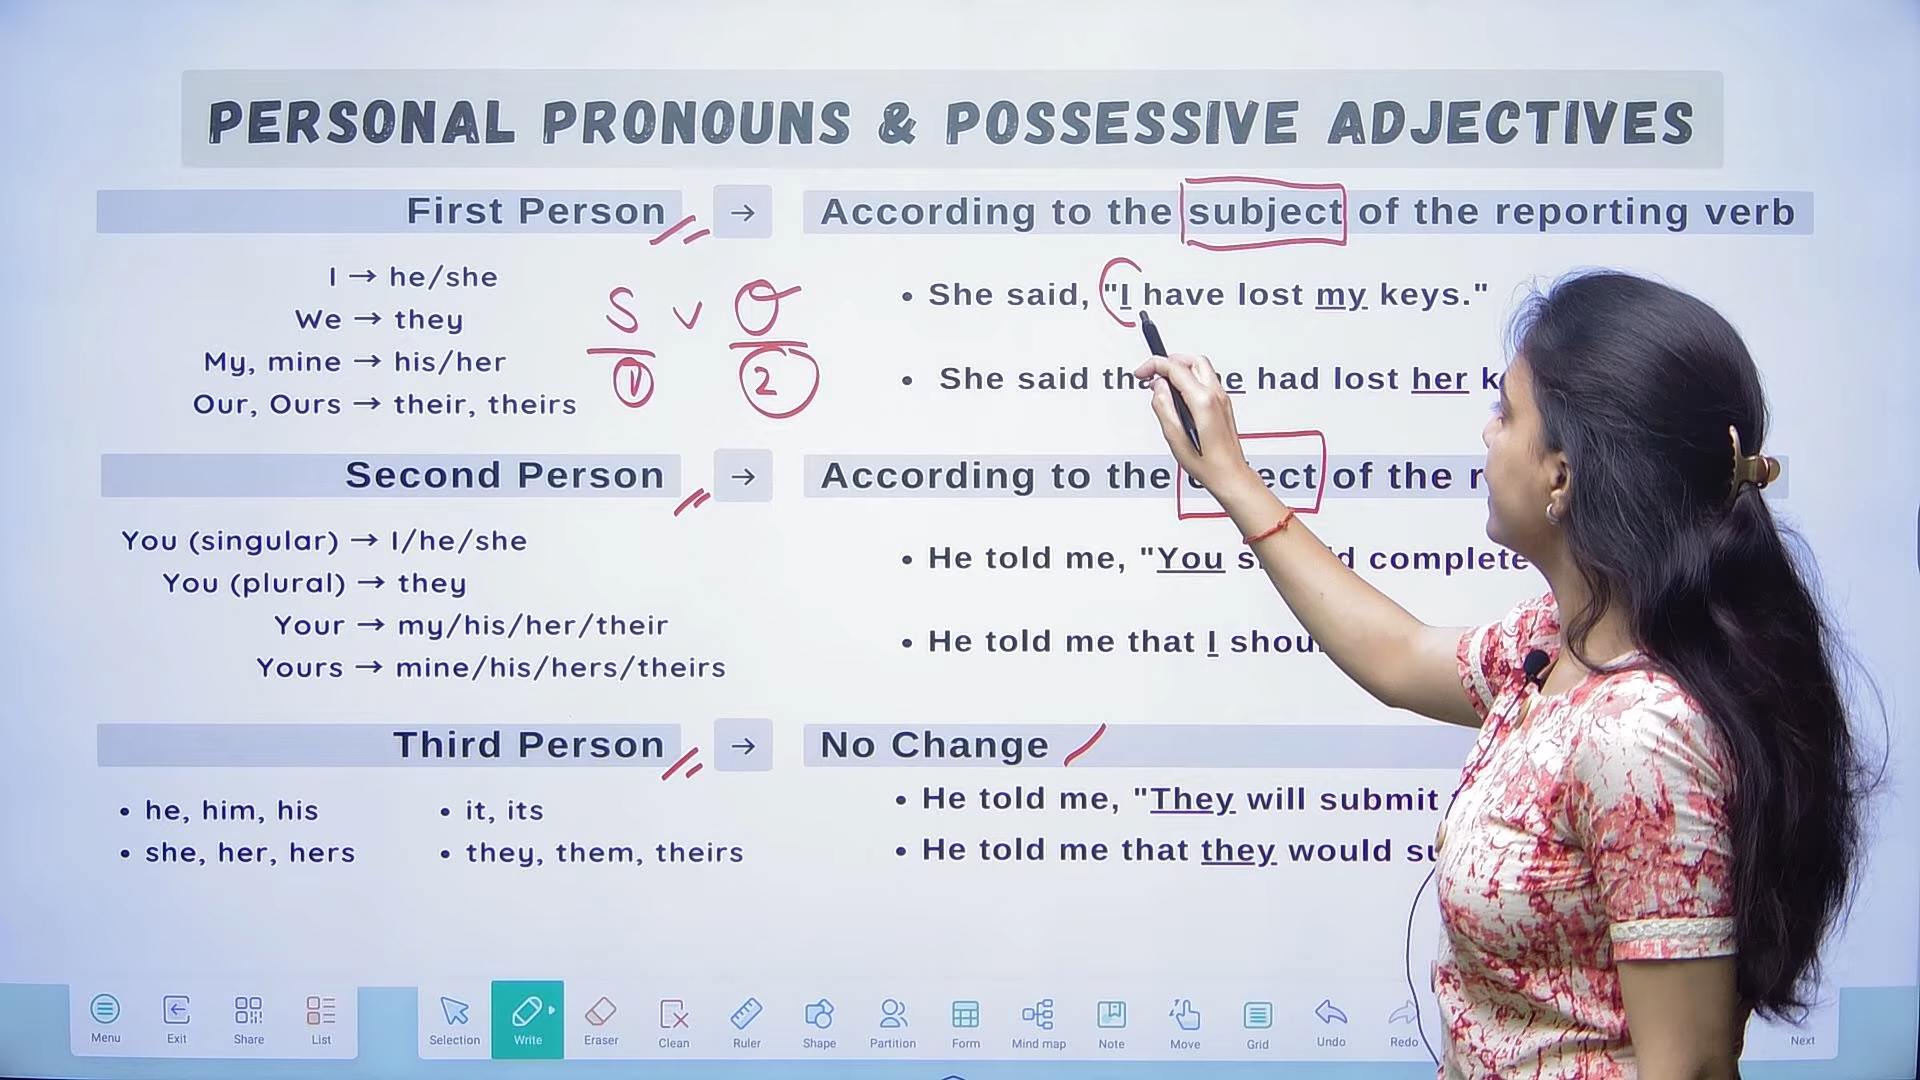 PERSONAL PRONOUNS & POSSESSIVE ADJECTIVES
First Person → According to the subject of the reporting verb
I → he/she
We → they
My, mine → his/her
Our, Ours → their, theirs
S V O
1 2
• She said, "I have lost my keys."
• She said had lost her
Second Person → According to the of the
You (singular) → I/he/she
You (plural) → they
Your → my/his/her/their
Yours → mine/his/hers/theirs
• He told me, "You complete
• He told me that I
Third Person → No Change
• he, him, his
• she, her, hers
• it, its
• they, them, theirs
• He told me, "They will submit
• He told me that they would
Menu Exit Share List Selection Write Eraser Clean Ruler Shape Partition Form Mind map Note Move Grid Undo Redo Next